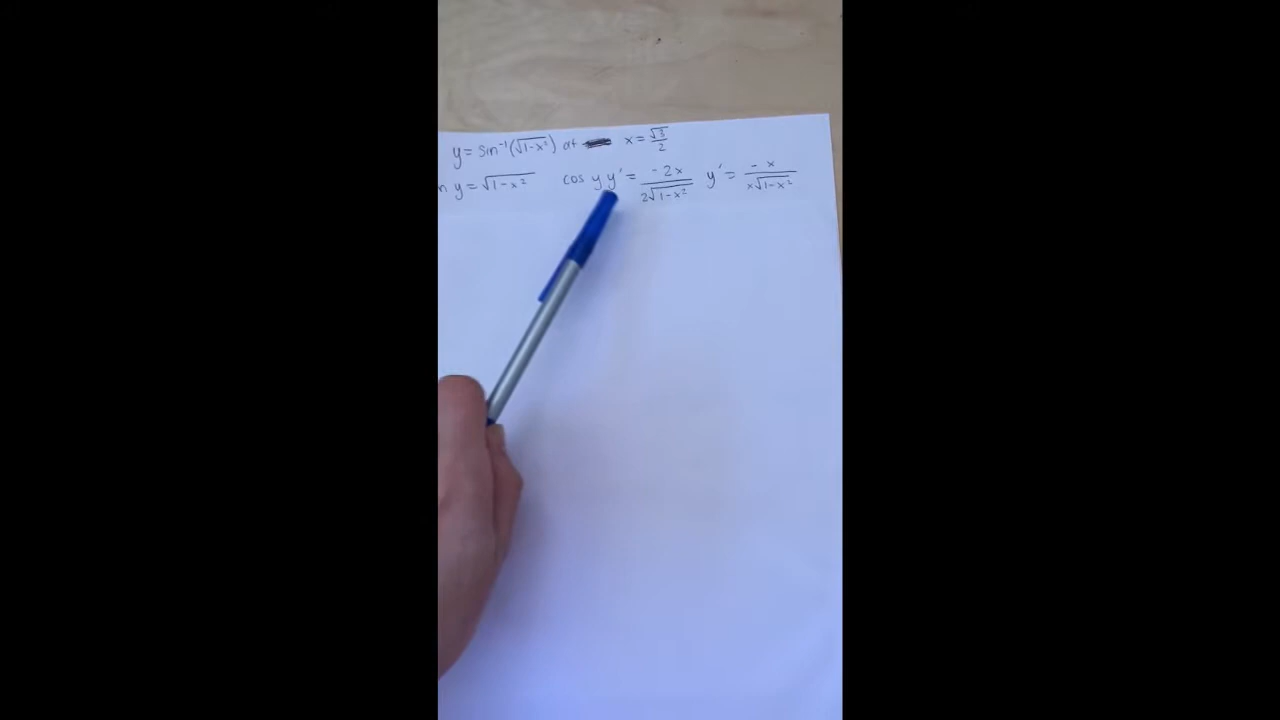 y = sin⁻¹(√(1-x²)) at x = √3/2
n y = √(1-x²) cos y y' = -2x/(2√(1-x²)) y' = -x/(x√(1-x²))